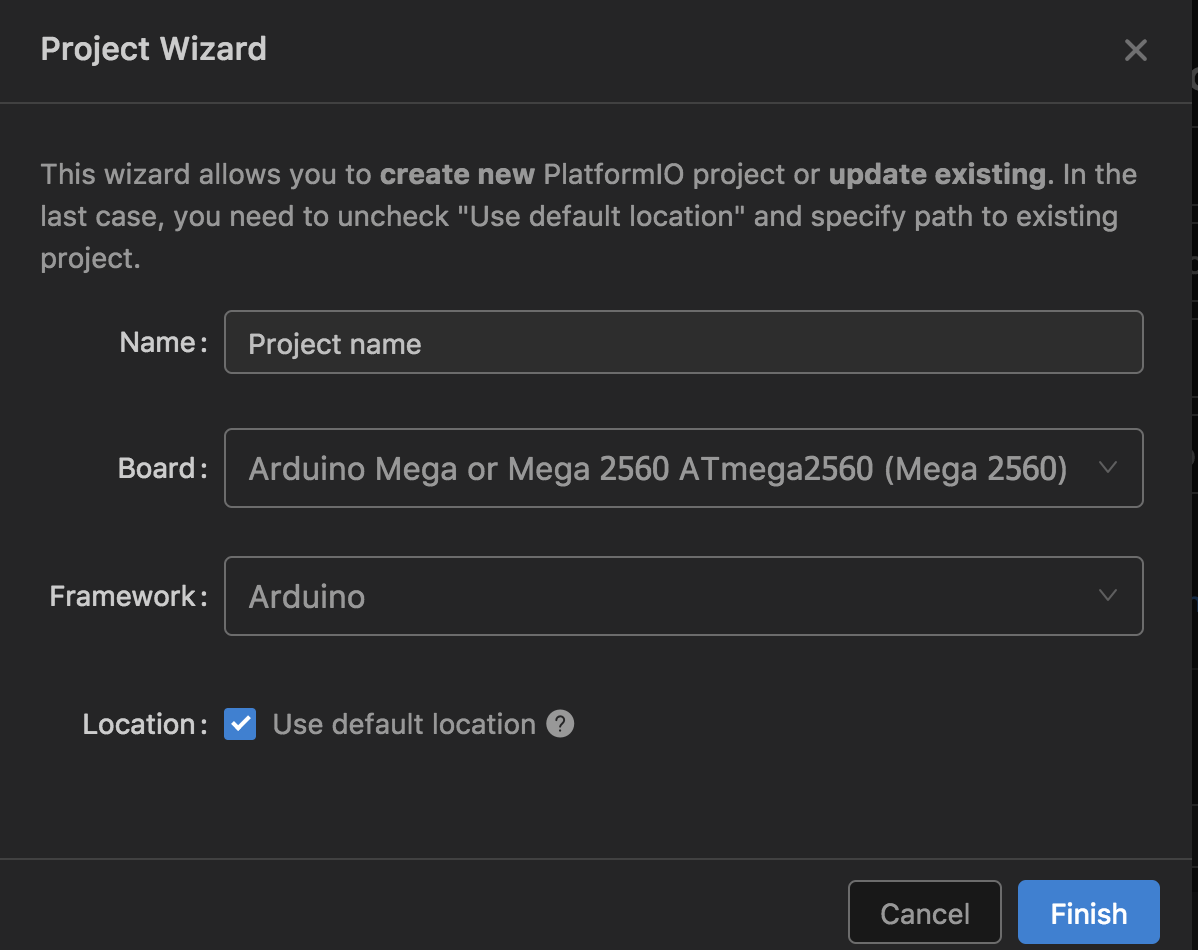 Project Wizard
This wizard allows you to create new PlatformIO project or update existing. In the
last case, you need to uncheck "Use default location" and specify path to existing
project.
Name: Project name
Board: Arduino Mega or Mega 2560 ATmega2560 (Mega 2560)
Framework: Arduino
Location: Use default location ?
Cancel Finish